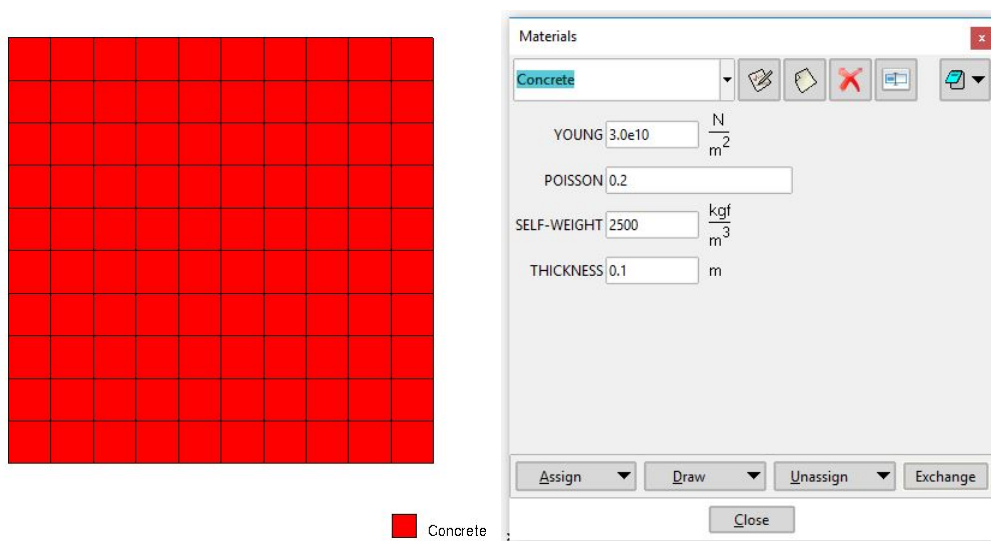 Materials
x
Concrete
YOUNG 3.0e10 N/m²
POISSON 0.2
SELF-WEIGHT 2500 kgf/m³
THICKNESS 0.1 m
Assign Draw Unassign Exchange
Close
Concrete